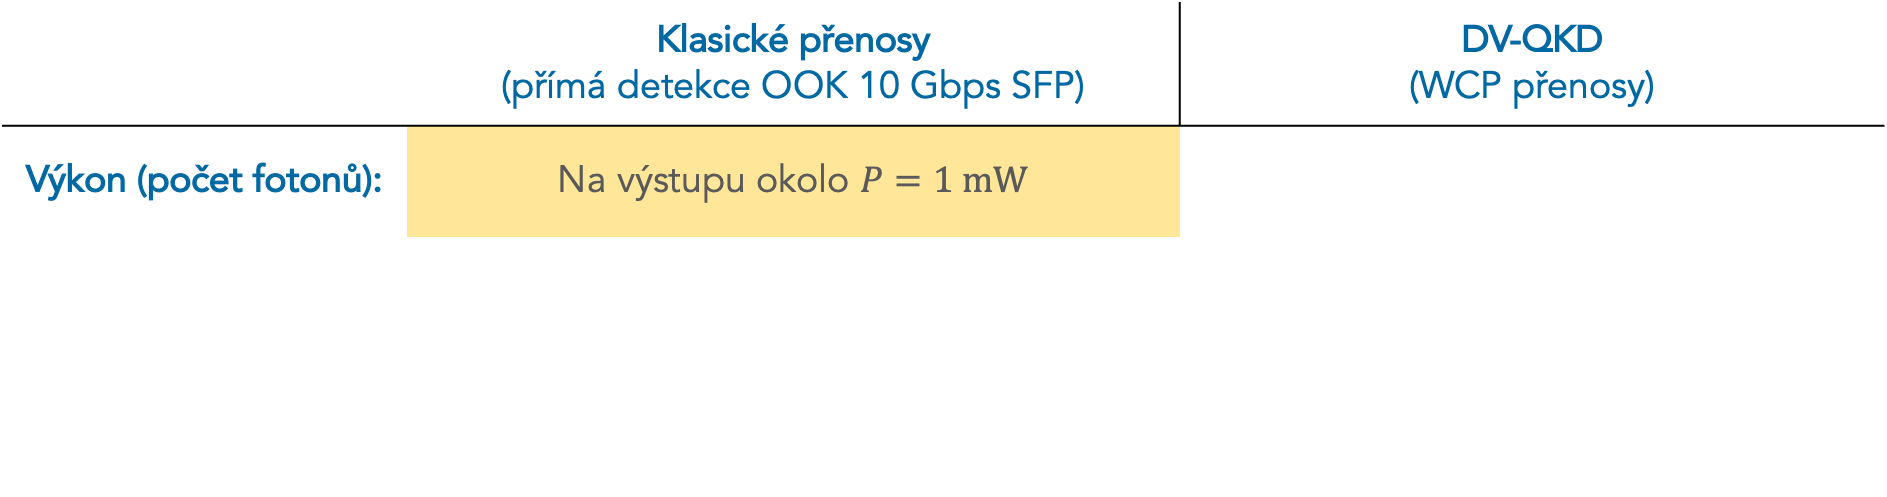 Klasické přenosy
(přímá detekce OOK 10 Gbps SFP)
DV-QKD
(WCP přenosy)
Výkon (počet fotonů):
Na výstupu okolo P = 1 mW